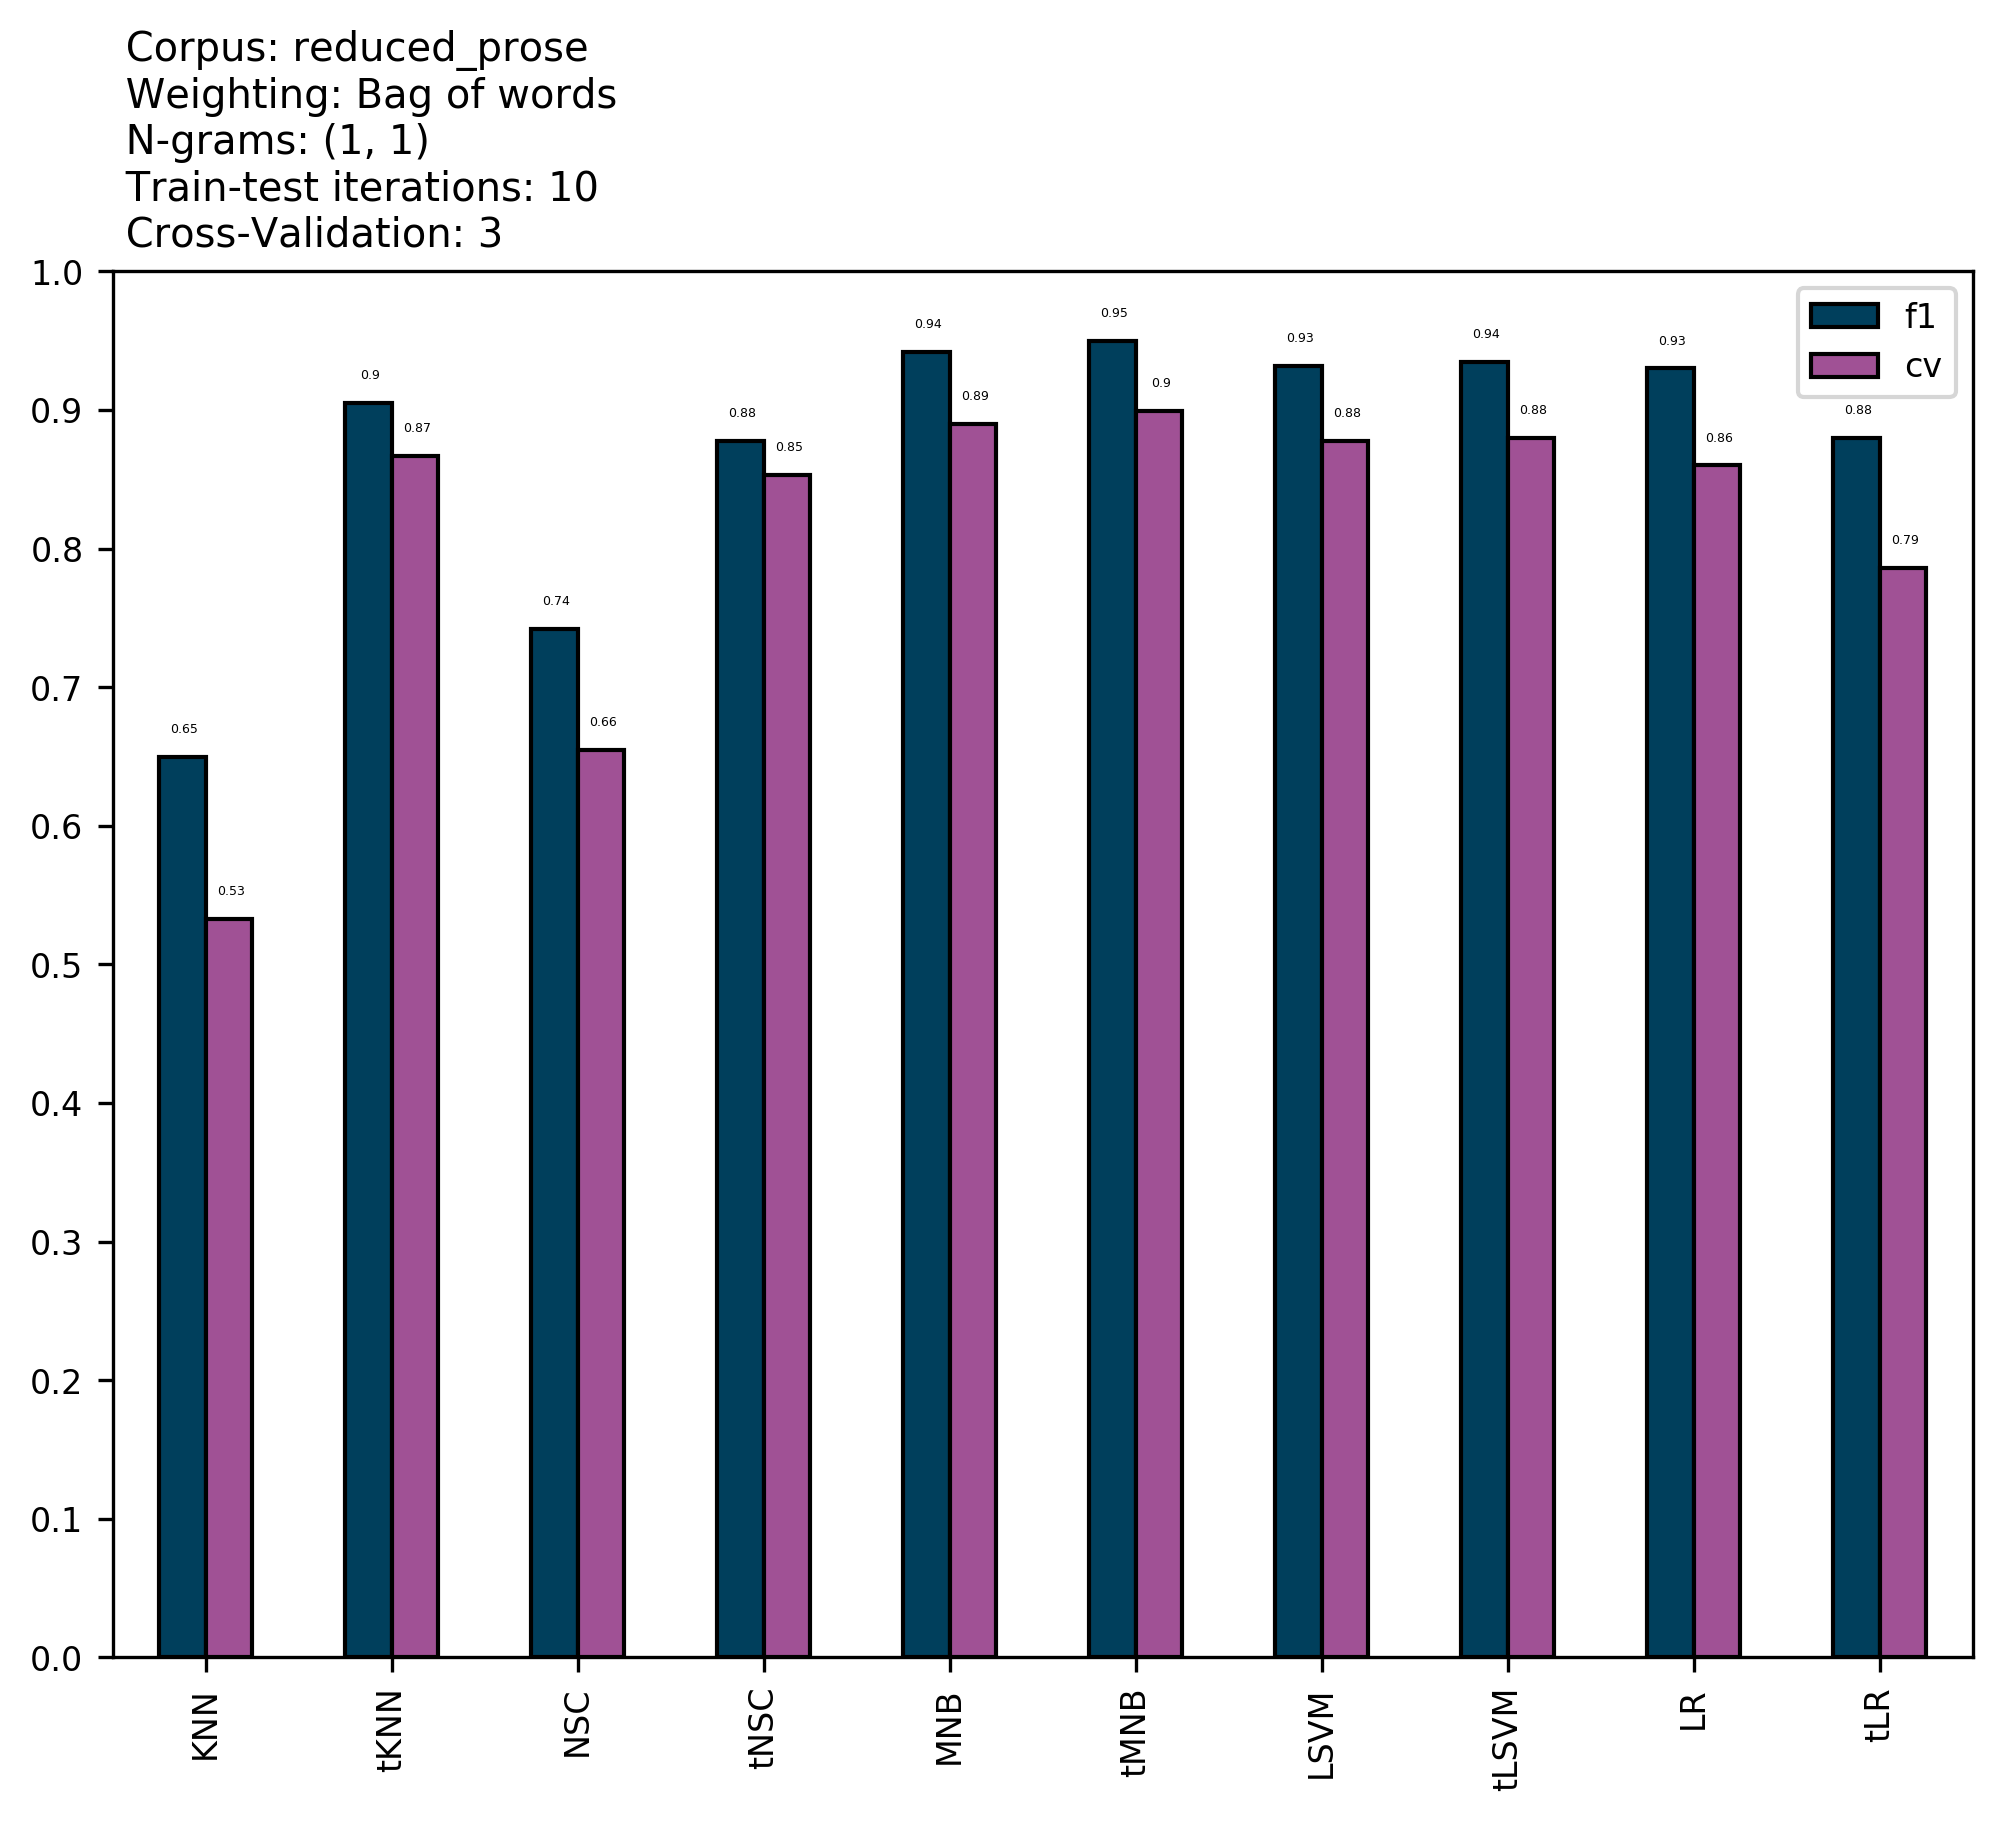 Corpus: reduced_prose
Weighting: Bag of words
N-grams: (1, 1)
Train-test iterations: 10
Cross-Validation: 3
1.0
0.9
0.8
0.7
0.6
0.5
0.4
0.3
0.2
0.1
0.0
f1
cv
0.65
0.53
0.9
0.87
0.74
0.66
0.88
0.85
0.94
0.89
0.95
0.9
0.93
0.88
0.94
0.88
0.93
0.86
0.88
0.79
KNN
tKNN
NSC
tNSC
MNB
tMNB
LSVM
tLSVM
LR
tLR